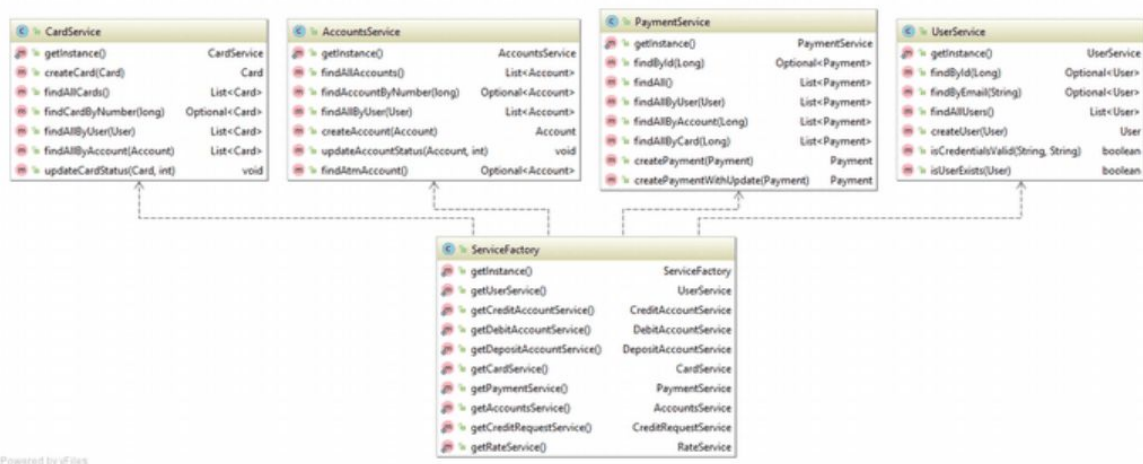 CardService
getInstance() CardService
createCard(Card) Card
findAllCards() List<Card>
findCardByNumber(long) Optional<Card>
findAllByUser(User) List<Card>
findAllByAccount(Account) List<Card>
updateCardStatus(Card, int) void
AccountsService
getInstance() AccountsService
findAllAccounts() List<Account>
findAccountByNumber(long) Optional<Account>
findAllByUser(User) List<Account>
createAccount(Account) Account
updateAccountStatus(Account, int) void
findAtmAccount() Optional<Account>
PaymentService
getInstance() PaymentService
findById(Long) Optional<Payment>
findAll() List<Payment>
findAllByUser(User) List<Payment>
findAllByAccount(Long) List<Payment>
findAllByCard(Long) List<Payment>
createPayment(Payment) Payment
createPaymentWithUpdate(Payment) Payment
UserService
getInstance() UserService
findById(Long) Optional<User>
findByEmail(String) Optional<User>
findAllUsers() List<User>
createUser(User) User
isCredentialsValid(String, String) boolean
isUserExists(User) boolean
ServiceFactory
getInstance() ServiceFactory
getUserService() UserService
getCreditAccountService() CreditAccountService
getDebitAccountService() DebitAccountService
getDepositAccountService() DepositAccountService
getCardService() CardService
getPaymentService() PaymentService
getAccountsService() AccountsService
getCreditRequestService() CreditRequestService
getRateService() RateService
Powered by yFiles